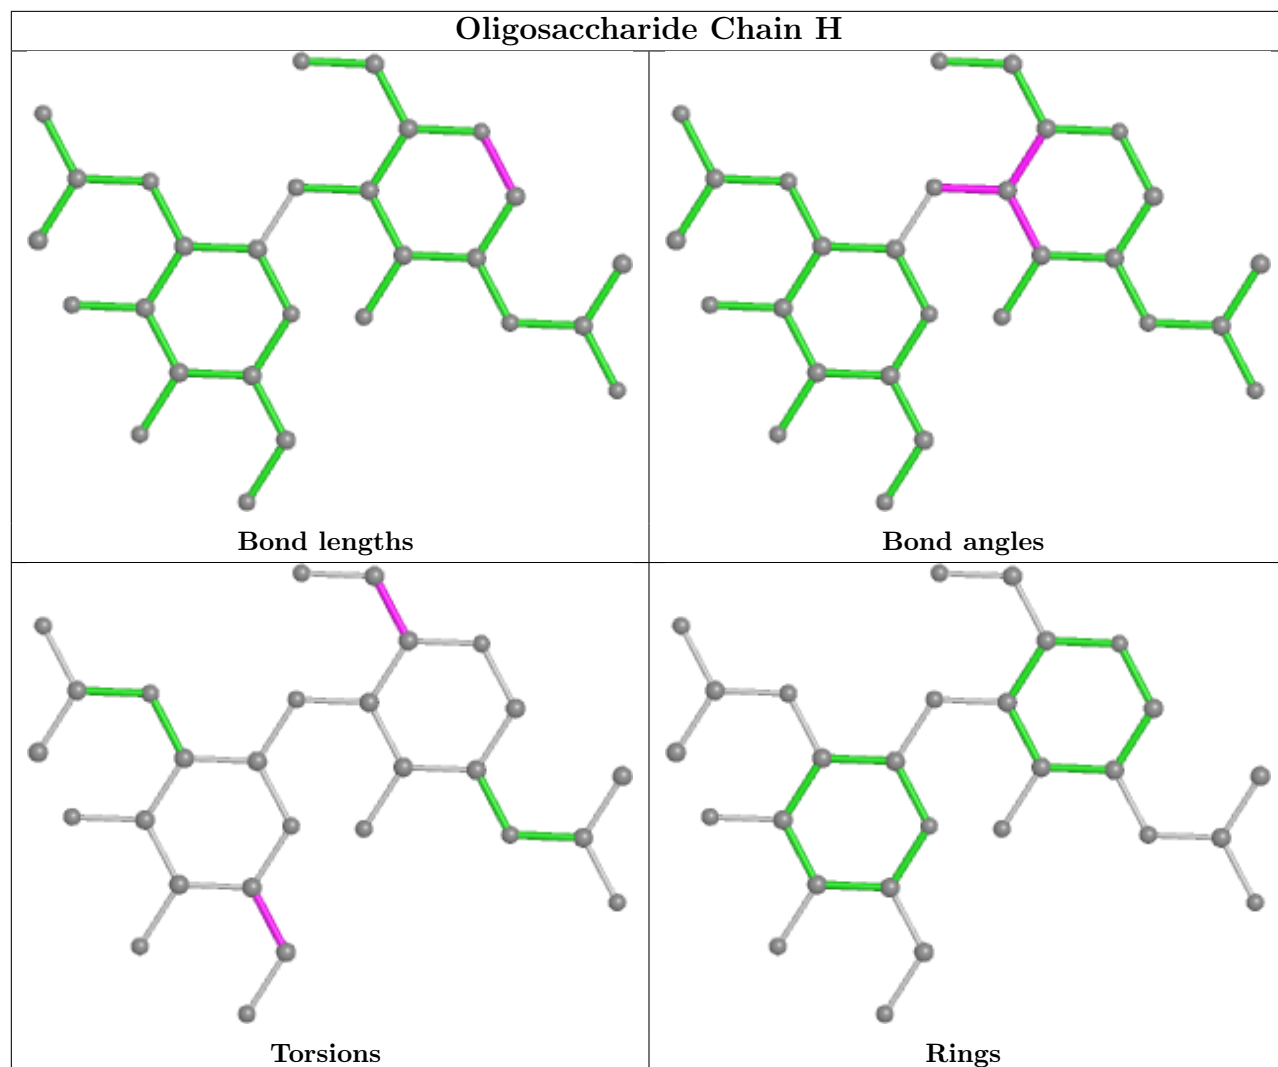 Oligosaccharide Chain H
Bond lengths
Bond angles
Torsions
Rings